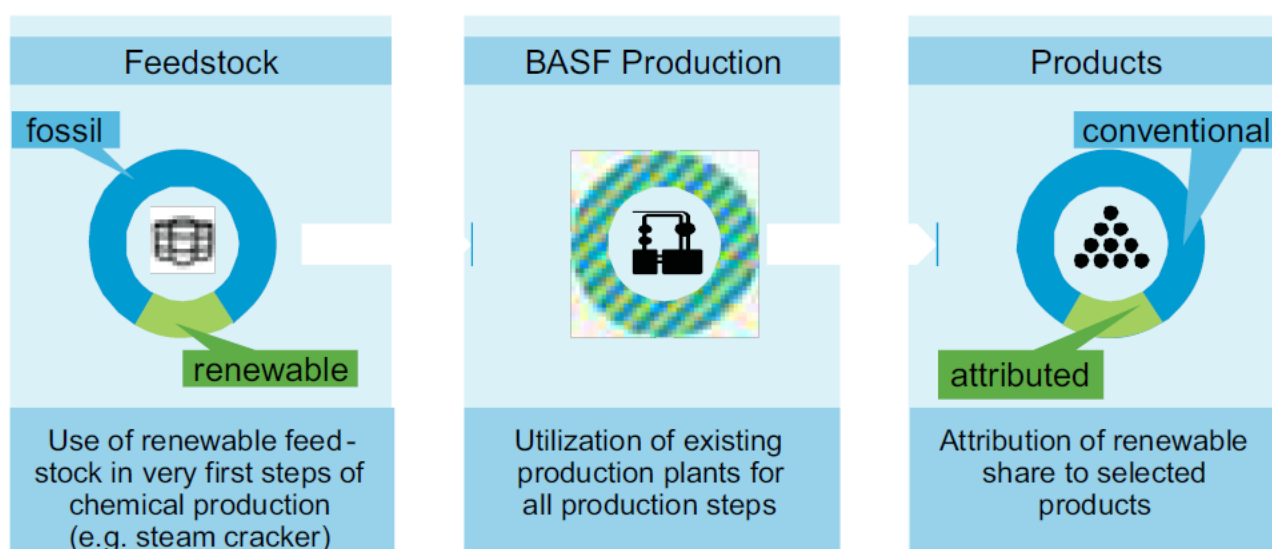 Feedstock
fossil
renewable
Use of renewable feed-
stock in very first steps of
chemical production
(e.g. steam cracker)
BASF Production
Utilization of existing
production plants for
all production steps
Products
conventional
attributed
Attribution of renewable
share to selected
products